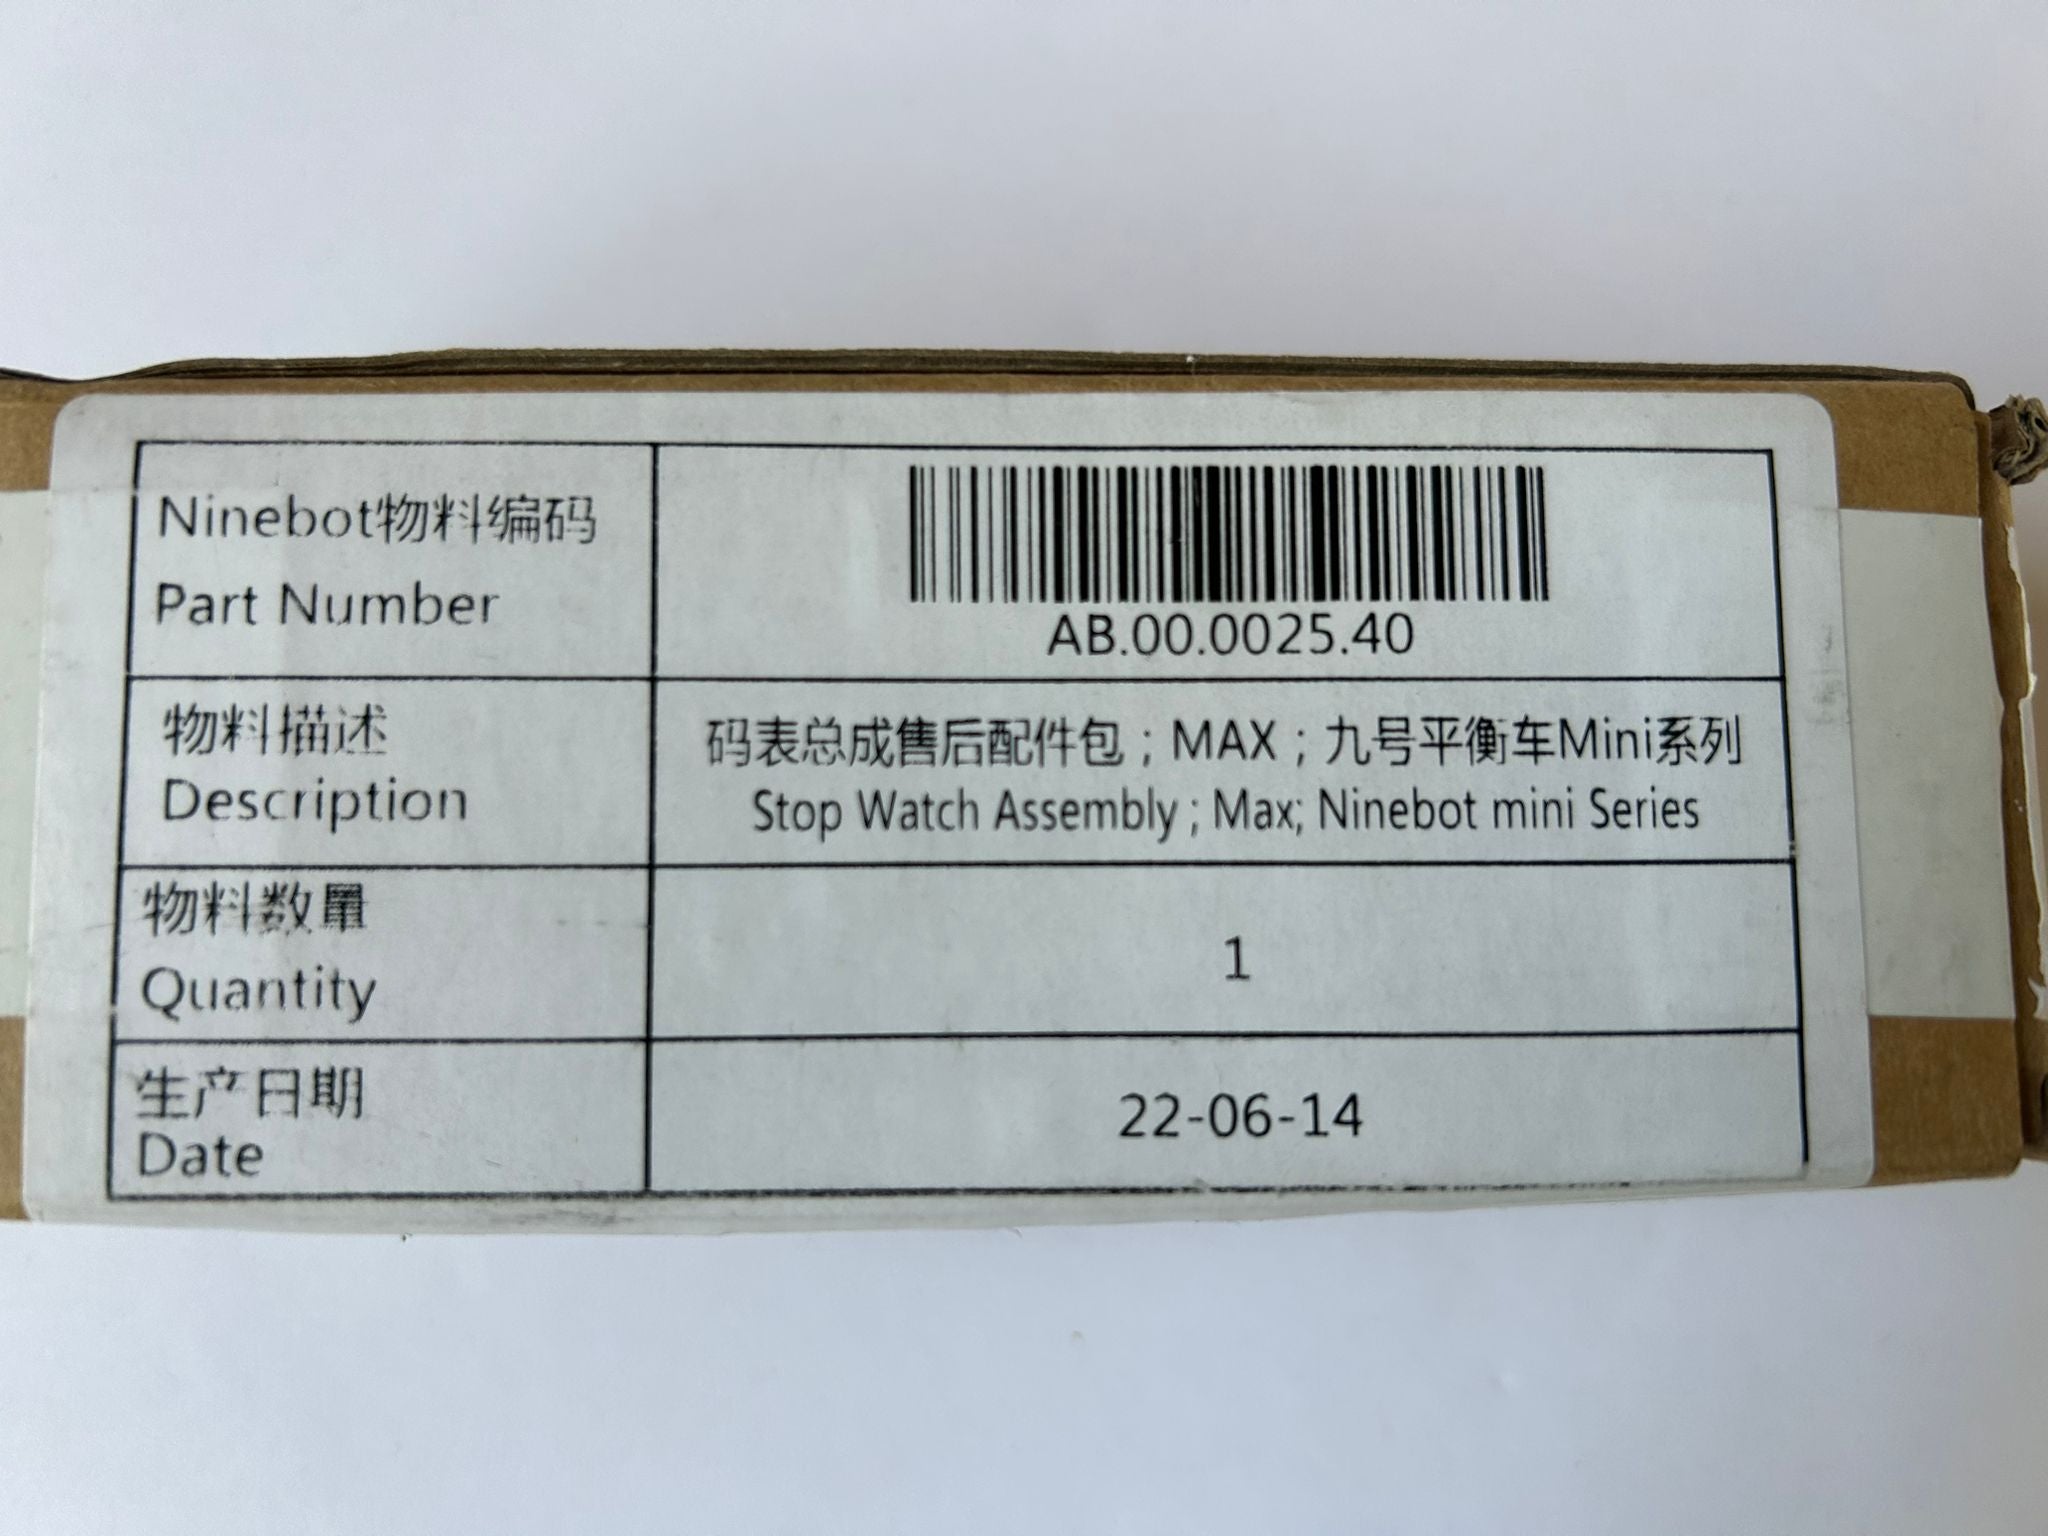 Ninebot物料编码
Part Number
AB.00.0025.40
物料描述
Description
码表总成售后配件包；MAX；九号平衡车Mini系列
Stop Watch Assembly ; Max; Ninebot mini Series
物料数量
Quantity
1
生产日期
Date
22-06-14